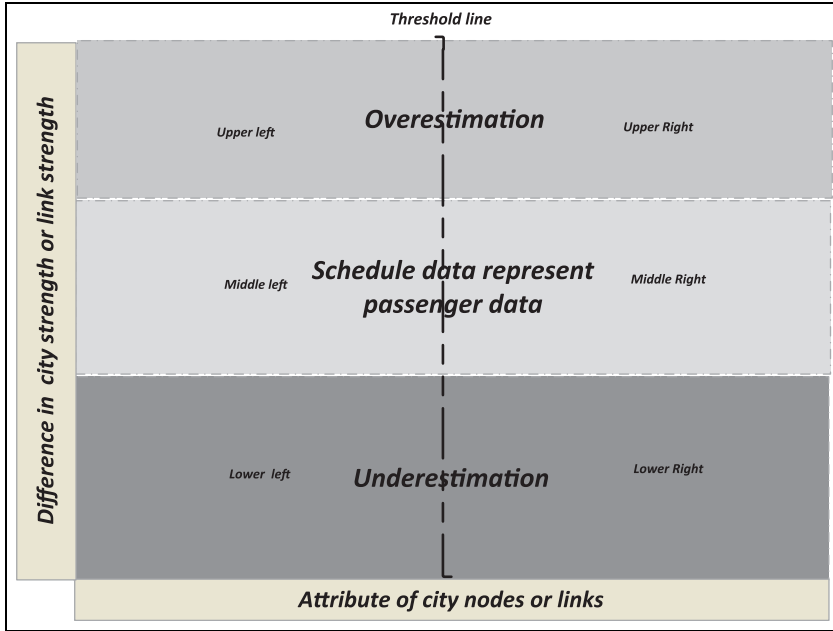 Threshold line
Overestimation
Upper left
Upper Right
Difference in city strength or link strength
Schedule data represent
passenger data
Middle left
Middle Right
Underestimation
Lower left
Lower Right
Attribute of city nodes or links